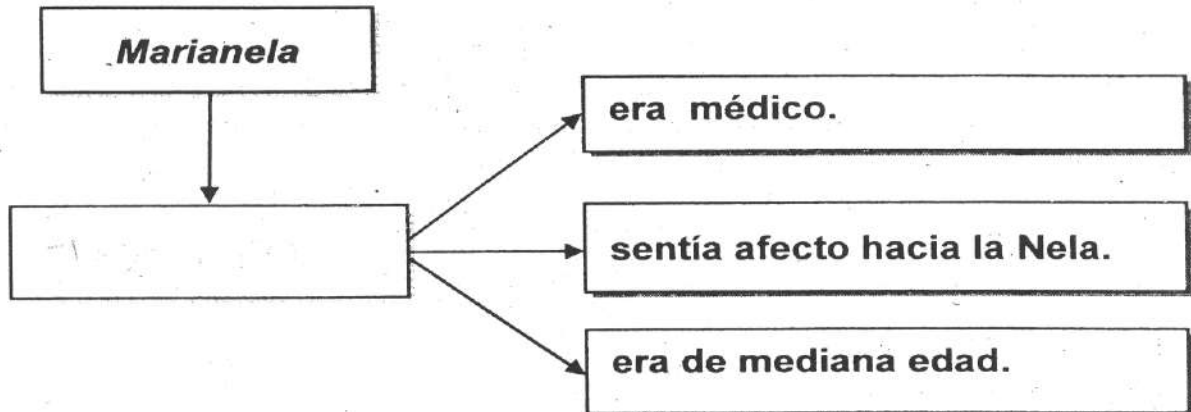 Marianela
era médico.
sentía afecto hacia la Nela.
era de mediana edad.